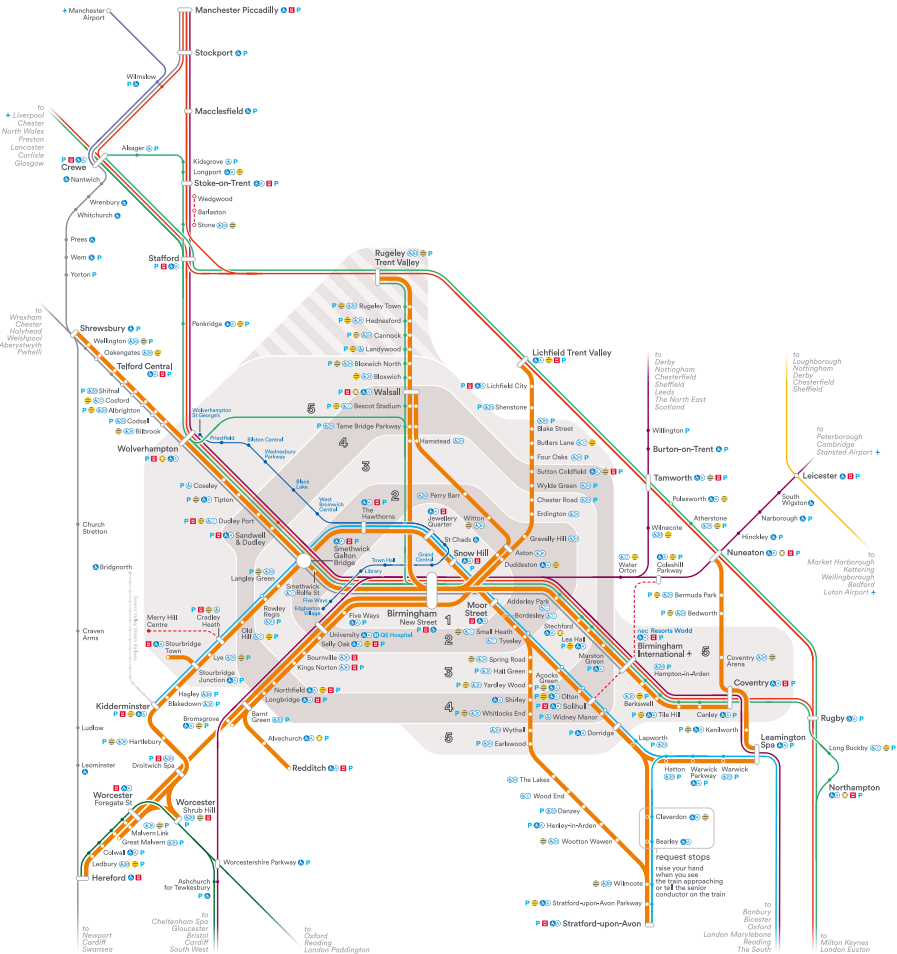 Manchester
Airport
Manchester Piccadilly
Stockport
Wilmslow
Macclesfield
to
Liverpool
Chester
North Wales
Preston
Lancaster
Carlisle
Glasgow
Alsager
Crewe
Kidsgrove
Longport
Stoke-on-Trent
Nantwich
Wedgwood
Wrenbury
Barlaston
Whitchurch
Stone
Prees
Wem
Yorton
Stafford
Rugeley
Trent Valley
Penkridge
Rugeley Town
Hednesford
Cannock
Landywood
Bloxwich North
Bloxwich
Walsall
Bescot Stadium
Tame Bridge Parkway
Hamstead
Perry Barr
Witton
to
Wrexham
Chester
Holyhead
Welshpool
Aberystwyth
Pwhelli
Shrewsbury
Wellington
Oakengates
Telford Central
Shifnal
Cosford
Albrighton
Codsall
Bilbrook
Wolverhampton
Wolverhampton
St George's
Priestfield
Bilston Central
Wednesbury
Parkway
Black
Lake
West
Bromwich
Central
5
4
3
2
Lichfield Trent Valley
Lichfield City
Shenstone
Blake Street
Butlers Lane
Four Oaks
Sutton Coldfield
Wylde Green
Chester Road
Erdington
Gravelly Hill
Aston
Duddeston
to
Derby
Nottingham
Chesterfield
Sheffield
Leeds
The North East
Scotland
Willington
Burton-on-Trent
Tamworth
Polesworth
Atherstone
Wilnecote
Water
Orton
Coleshill
Parkway
Nuneaton
to
Loughborough
Nottingham
Derby
Chesterfield
Sheffield
to
Peterborough
Cambridge
Stansted Airport
Leicester
South
Wigston
Narborough
Hinckley
to
Market Harborough
Kettering
Wellingborough
Bedford
Luton Airport
Coseley
Tipton
Dudley Port
Sandwell
& Dudley
The
Hawthorns
Jewellery
Quarter
St Chads
Smethwick
Galton
Bridge
Grand
Central
Snow Hill
Town Hall
Library
Langley Green
Smethwick
Rolfe St
Five Ways
Edgbaston
Village
Rowley
Regis
Birmingham
New Street
Five Ways
Moor
Street
Adderley Park
Bordesley
Small Heath
Tyseley
Stechford
Lea Hall
Marston
Green
1
2
3
4
5
Church
Stretton
Bridgnorth
Severn Valley Steam Railway
Merry Hill
Centre
Cradley
Heath
Old
Hill
Craven
Arms
Stourbridge
Town
Lye
Stourbridge
Junction
University
QE Hospital
Selly Oak
Bournville
Kings Norton
Northfield
Longbridge
Spring Road
Hall Green
Yardley Wood
Shirley
Whitlocks End
Wythall
Earlswood
Acocks
Green
Olton
Solihull
Widney Manor
Dorridge
Lapworth
nec Resorts World
Birmingham
International
Hampton-in-Arden
Berkswell
Tile Hill
Canley
Bermuda Park
Bedworth
Coventry
Arena
5
Coventry
Kenilworth
Leamington
Spa
Rugby
Long Buckby
Northampton
Hagley
Blakedown
Kidderminster
Bromsgrove
Barnt
Green
Hartlebury
Alvechurch
Droitwich Spa
Redditch
Ludlow
Leominster
Worcester
Foregate St
Worcester
Shrub Hill
Malvern Link
Great Malvern
Colwall
Ledbury
Hereford
Worcestershire Parkway
Ashchurch
for Tewkesbury
Hatton
Warwick
Parkway
Warwick
The Lakes
Wood End
Danzey
Henley-in-Arden
Wootton Wawen
Wilmcote
Stratford-upon-Avon Parkway
Stratford-upon-Avon
Claverdon
Bearley
request stops
raise your hand
when you see
the train approaching
or tell the senior
conductor on the train
to
Newport
Cardiff
Swansea
to
Cheltenham Spa
Gloucester
Bristol
Cardiff
South West
to
Oxford
Reading
London Paddington
to
Banbury
Bicester
Oxford
London Marylebone
Reading
The South
to
Milton Keynes
London Euston